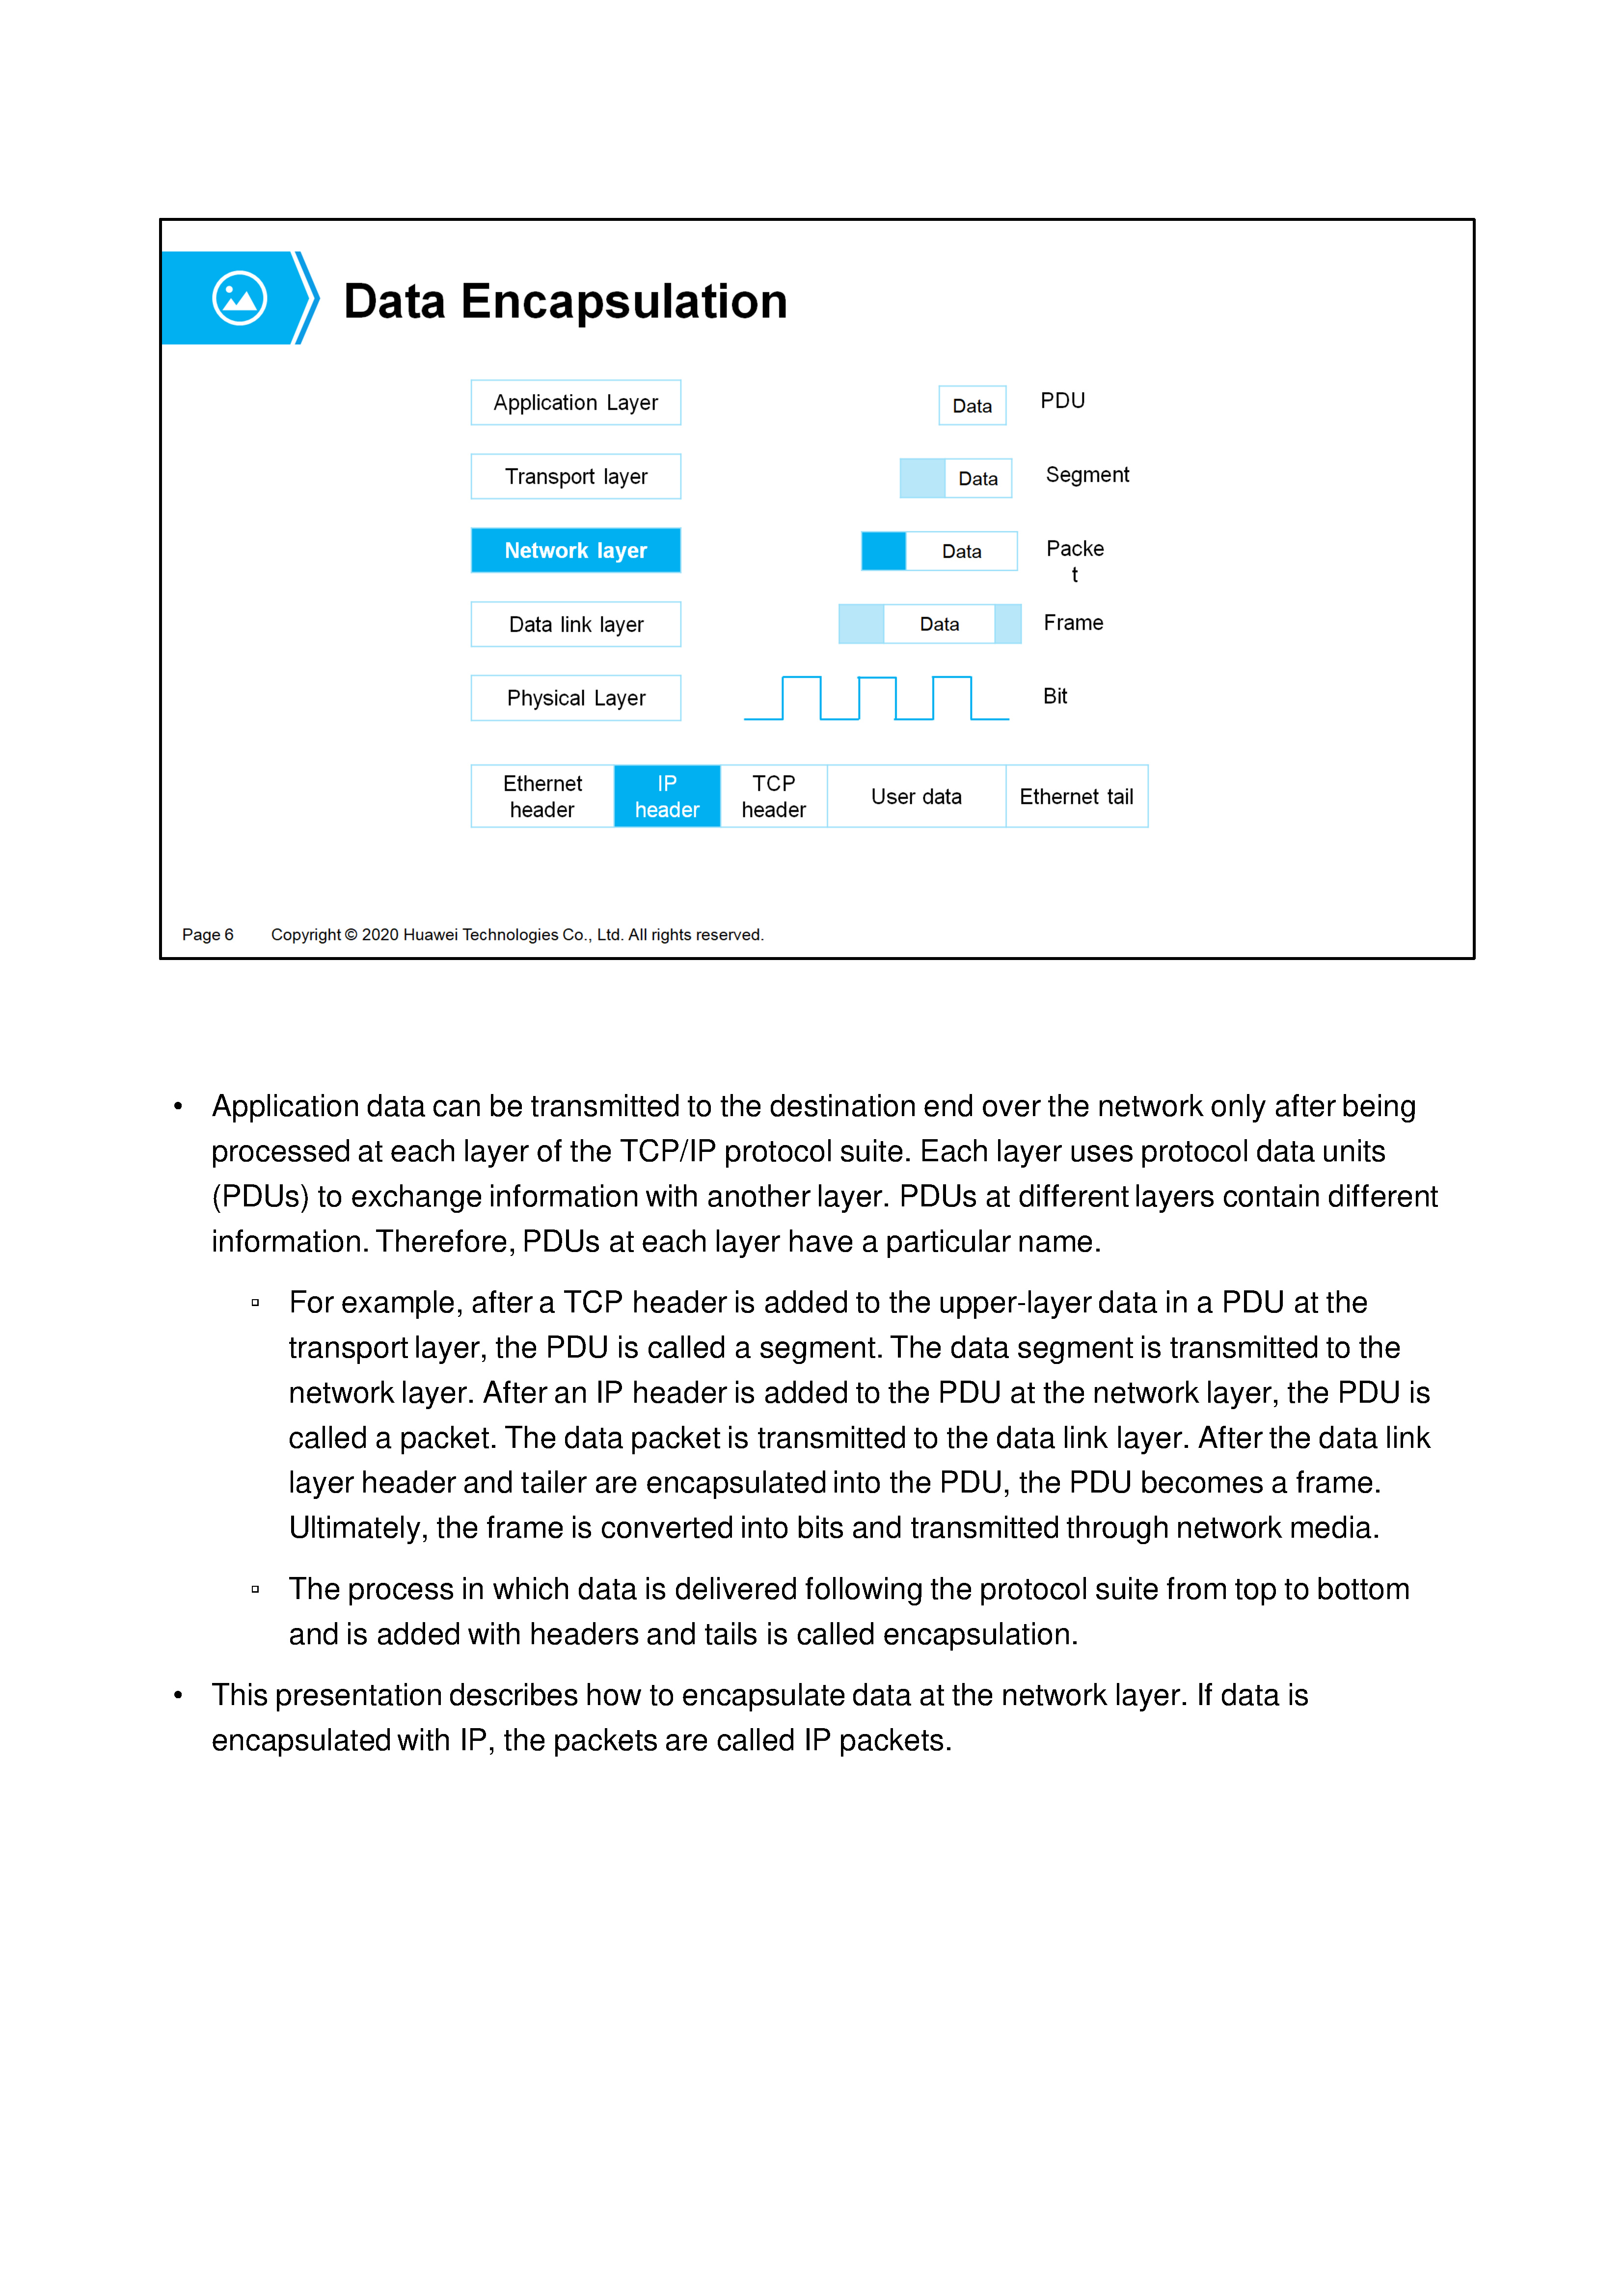 Data Encapsulation
Application Layer
Data
PDU
Transport layer
Data
Segment
Network layer
Data
Packe
t
Data link layer
Data
Frame
Physical Layer
Bit
Ethernet
header
IP
header
TCP
header
User data
Ethernet tail
Page 6 Copyright © 2020 Huawei Technologies Co., Ltd. All rights reserved.
• Application data can be transmitted to the destination end over the network only after being
processed at each layer of the TCP/IP protocol suite. Each layer uses protocol data units
(PDUs) to exchange information with another layer. PDUs at different layers contain different
information. Therefore, PDUs at each layer have a particular name.
▫ For example, after a TCP header is added to the upper-layer data in a PDU at the
transport layer, the PDU is called a segment. The data segment is transmitted to the
network layer. After an IP header is added to the PDU at the network layer, the PDU is
called a packet. The data packet is transmitted to the data link layer. After the data link
layer header and tailer are encapsulated into the PDU, the PDU becomes a frame.
Ultimately, the frame is converted into bits and transmitted through network media.
▫ The process in which data is delivered following the protocol suite from top to bottom
and is added with headers and tails is called encapsulation.
• This presentation describes how to encapsulate data at the network layer. If data is
encapsulated with IP, the packets are called IP packets.